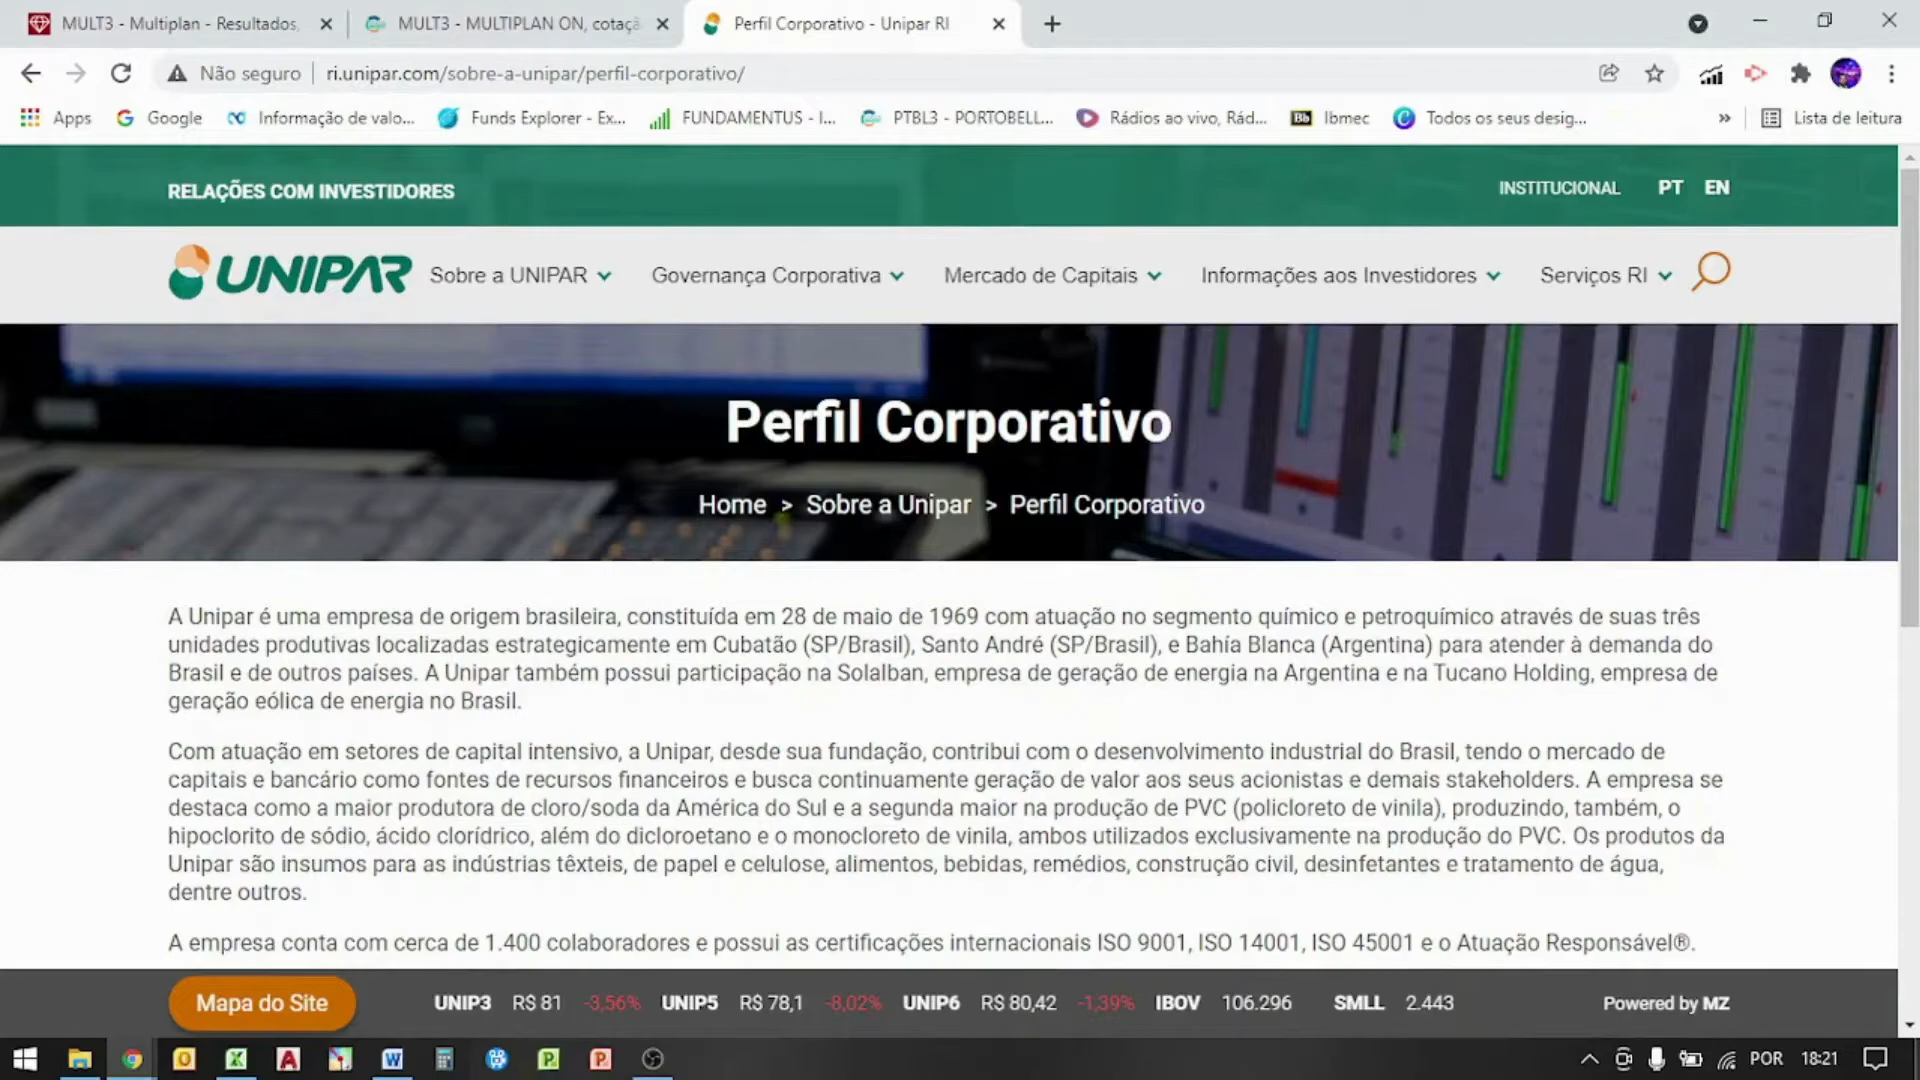 MULT3 - Multiplan - Resultados,
MULT3 - MULTIPLAN ON, cotaçã
Perfil Corporativo - Unipar RI
Não seguro
ri.unipar.com/sobre-a-unipar/perfil-corporativo/
Apps
Google
Informação de valo...
Funds Explorer - Ex...
FUNDAMENTUS - I...
PTBL3 - PORTOBELL...
Rádios ao vivo, Rád...
Bb
Ibmec
Todos os seus desig...
Lista de leitura
RELAÇÕES COM INVESTIDORES
INSTITUCIONAL
PT
EN
UNIPAR
Sobre a UNIPAR
Governança Corporativa
Mercado de Capitais
Informações aos Investidores
Serviços RI
Perfil Corporativo
Home > Sobre a Unipar > Perfil Corporativo
A Unipar é uma empresa de origem brasileira, constituída em 28 de maio de 1969 com atuação no segmento químico e petroquímico através de suas três
unidades produtivas localizadas estrategicamente em Cubatão (SP/Brasil), Santo André (SP/Brasil), e Bahía Blanca (Argentina) para atender à demanda do
Brasil e de outros países. A Unipar também possui participação na Solalban, empresa de geração de energia na Argentina e na Tucano Holding, empresa de
geração eólica de energia no Brasil.
Com atuação em setores de capital intensivo, a Unipar, desde sua fundação, contribui com o desenvolvimento industrial do Brasil, tendo o mercado de
capitais e bancário como fontes de recursos financeiros e busca continuamente geração de valor aos seus acionistas e demais stakeholders. A empresa se
destaca como a maior produtora de cloro/soda da América do Sul e a segunda maior na produção de PVC (policloreto de vinila), produzindo, também, o
hipoclorito de sódio, ácido clorídrico, além do dicloroetano e o monocloreto de vinila, ambos utilizados exclusivamente na produção do PVC. Os produtos da
Unipar são insumos para as indústrias têxteis, de papel e celulose, alimentos, bebidas, remédios, construção civil, desinfetantes e tratamento de água,
dentre outros.
A empresa conta com cerca de 1.400 colaboradores e possui as certificações internacionais ISO 9001, ISO 14001, ISO 45001 e o Atuação Responsável®.
Mapa do Site
UNIP3 R$ 81 -3,56% UNIP5 R$ 78,1 -8,02% UNIP6 R$ 80,42 -1,39% IBOV 106.296 SMLL 2.443
Powered by MZ
POR
18:21